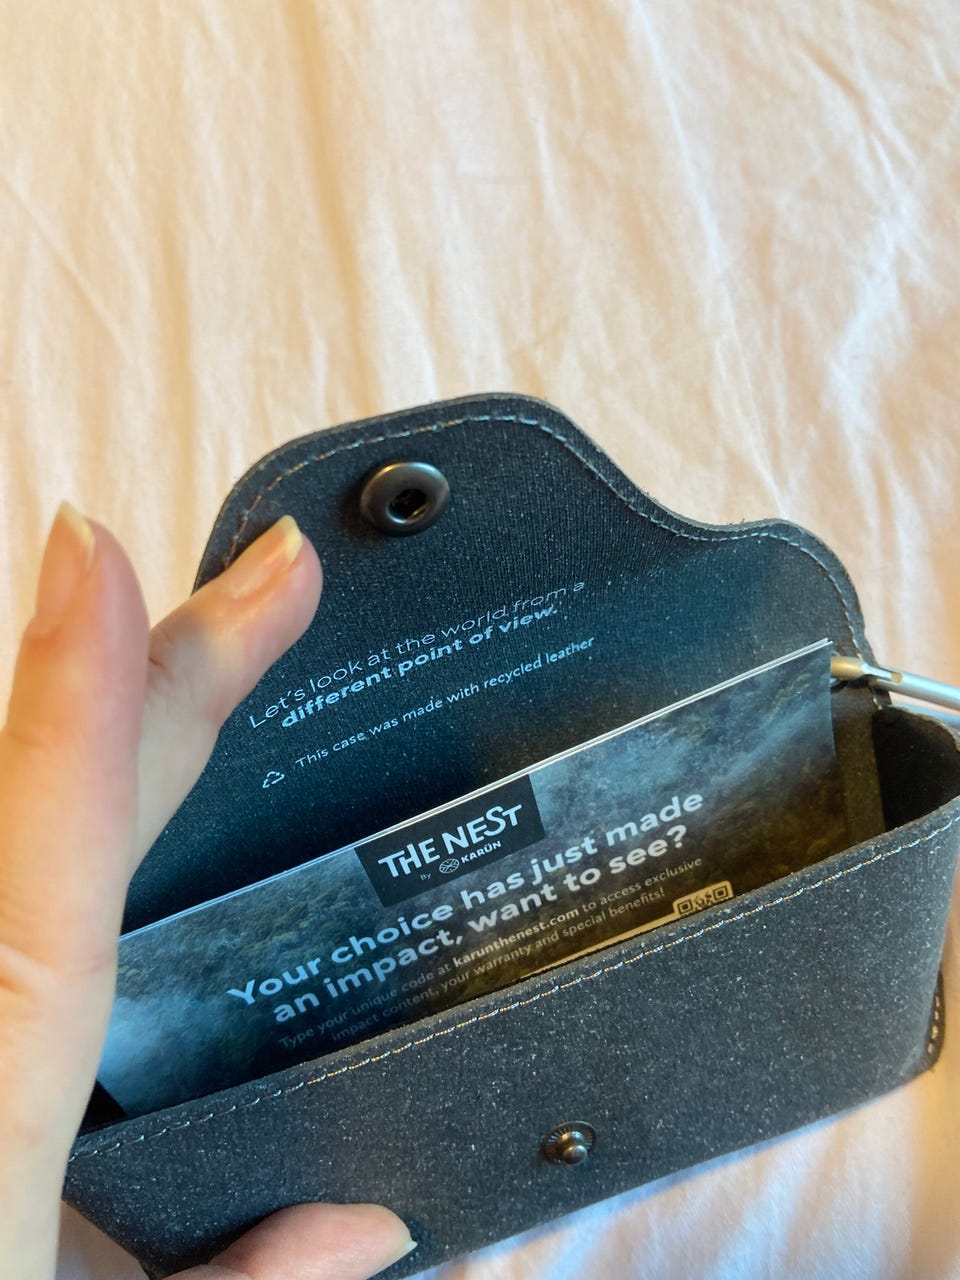 Let's look at the world from a
different point of view.
This case was made with recycled leather
THE NEST
By KARÜN
Your choice has just made
an impact, want to see?
Type your unique code at karunthenest.com to access exclusive
impact content, your warranty and special benefits!